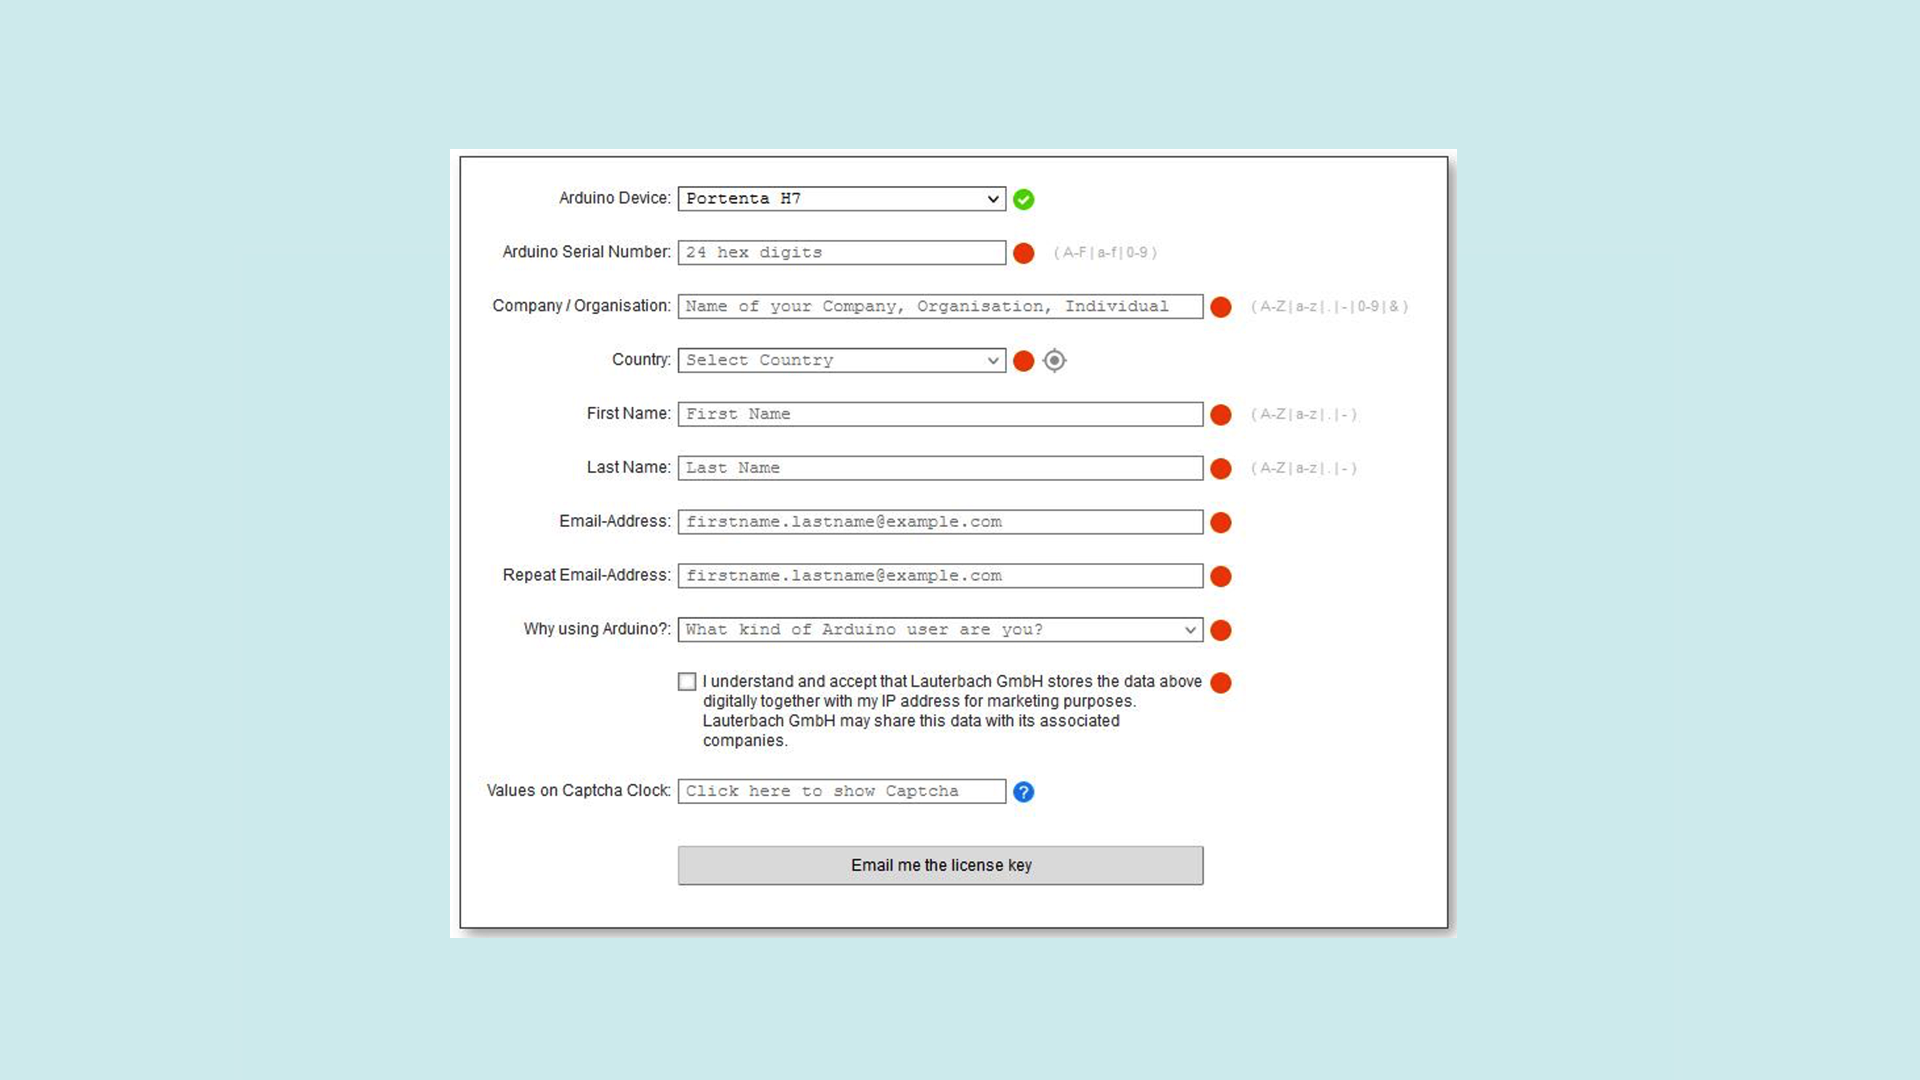 Arduino Device: Portenta H7
Arduino Serial Number: 24 hex digits ( A-F | a-f | 0-9 )
Company / Organisation: Name of your Company, Organisation, Individual ( A-Z | a-z | . | - | 0-9 | & )
Country: Select Country
First Name: First Name ( A-Z | a-z | . | - )
Last Name: Last Name ( A-Z | a-z | . | - )
Email-Address: firstname.lastname@example.com
Repeat Email-Address: firstname.lastname@example.com
Why using Arduino?: What kind of Arduino user are you?
I understand and accept that Lauterbach GmbH stores the data above
digitally together with my IP address for marketing purposes.
Lauterbach GmbH may share this data with its associated
companies.
Values on Captcha Clock: Click here to show Captcha ?
Email me the license key